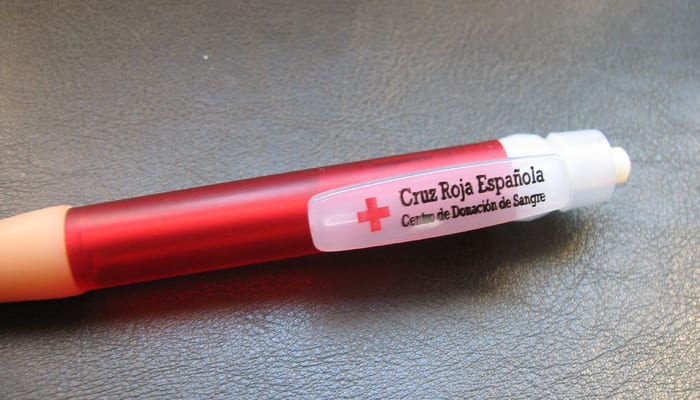 Cruz Roja Española
Centro de Donación de Sangre